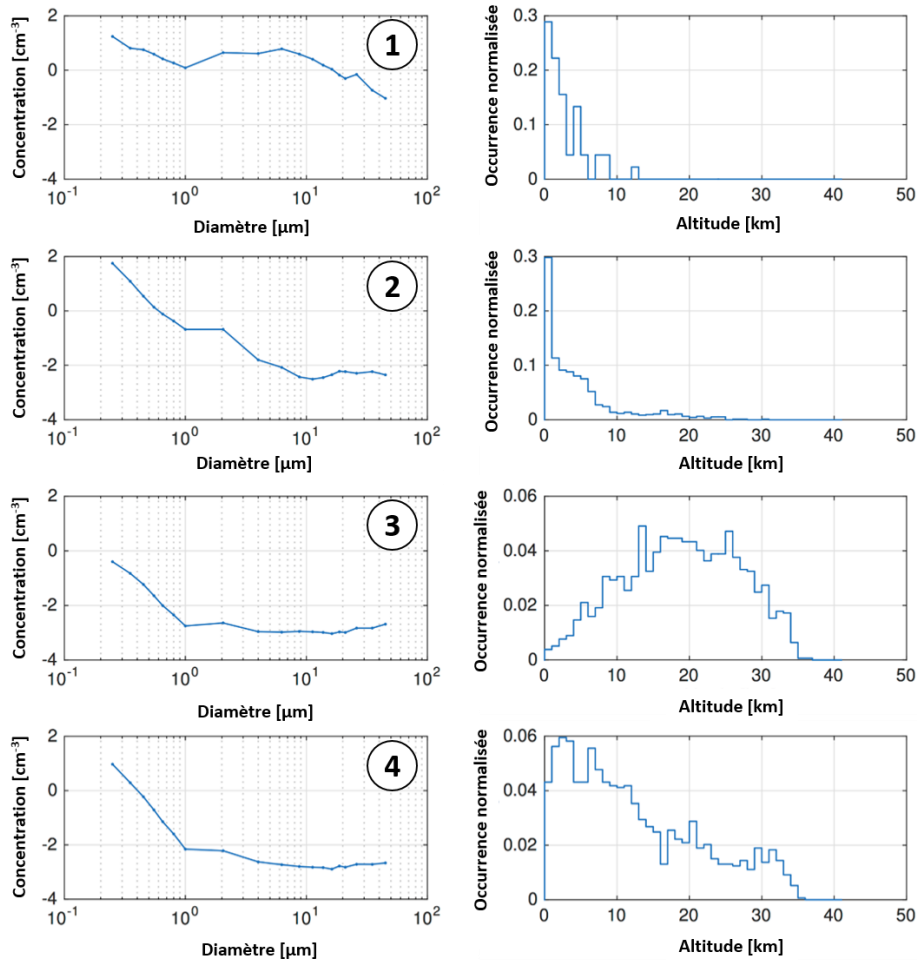 Concentration [cm⁻³]
2
0
-2
-4
10⁻¹ 10⁰ 10¹ 10²
Diamètre [µm]
1
Occurrence normalisée
0.3
0.2
0.1
0
0 10 20 30 40 50
Altitude [km]
Concentration [cm⁻³]
2
0
-2
-4
10⁻¹ 10⁰ 10¹ 10²
Diamètre [µm]
2
Occurrence normalisée
0.3
0.2
0.1
0
0 10 20 30 40 50
Altitude [km]
Concentration [cm⁻³]
2
0
-2
-4
10⁻¹ 10⁰ 10¹ 10²
Diamètre [µm]
3
Occurrence normalisée
0.06
0.04
0.02
0
0 10 20 30 40 50
Altitude [km]
Concentration [cm⁻³]
2
0
-2
-4
10⁻¹ 10⁰ 10¹ 10²
Diamètre [µm]
4
Occurrence normalisée
0.06
0.04
0.02
0
0 10 20 30 40 50
Altitude [km]